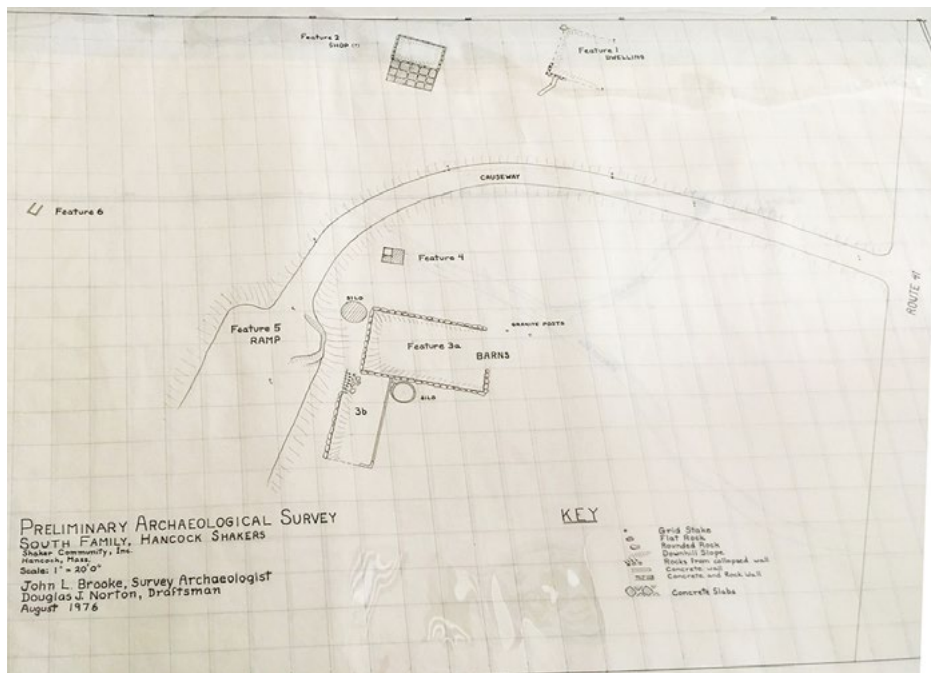 Feature 2
SHOP (?)
Feature 1
DWELLING
CAUSEWAY
Feature 6
Feature 4
ROUTE 41
SILO
Feature 5
RAMP
GRANITE POSTS
Feature 3a
BARNS
SILO
3b
PRELIMINARY ARCHAEOLOGICAL SURVEY
SOUTH FAMILY, HANCOCK SHAKERS
Shaker Community, Inc.
Hancock, Mass.
Scale: 1" = 20'0"
John L. Brooke, Survey Archaeologist
Douglas J. Norton, Draftsman
August 1976
KEY
Grid Stake
Flat Rock
Rounded Rock
Downhill Slope
Rocks from collapsed wall
Concrete wall
Concrete and Rock Wall
Concrete Slabs